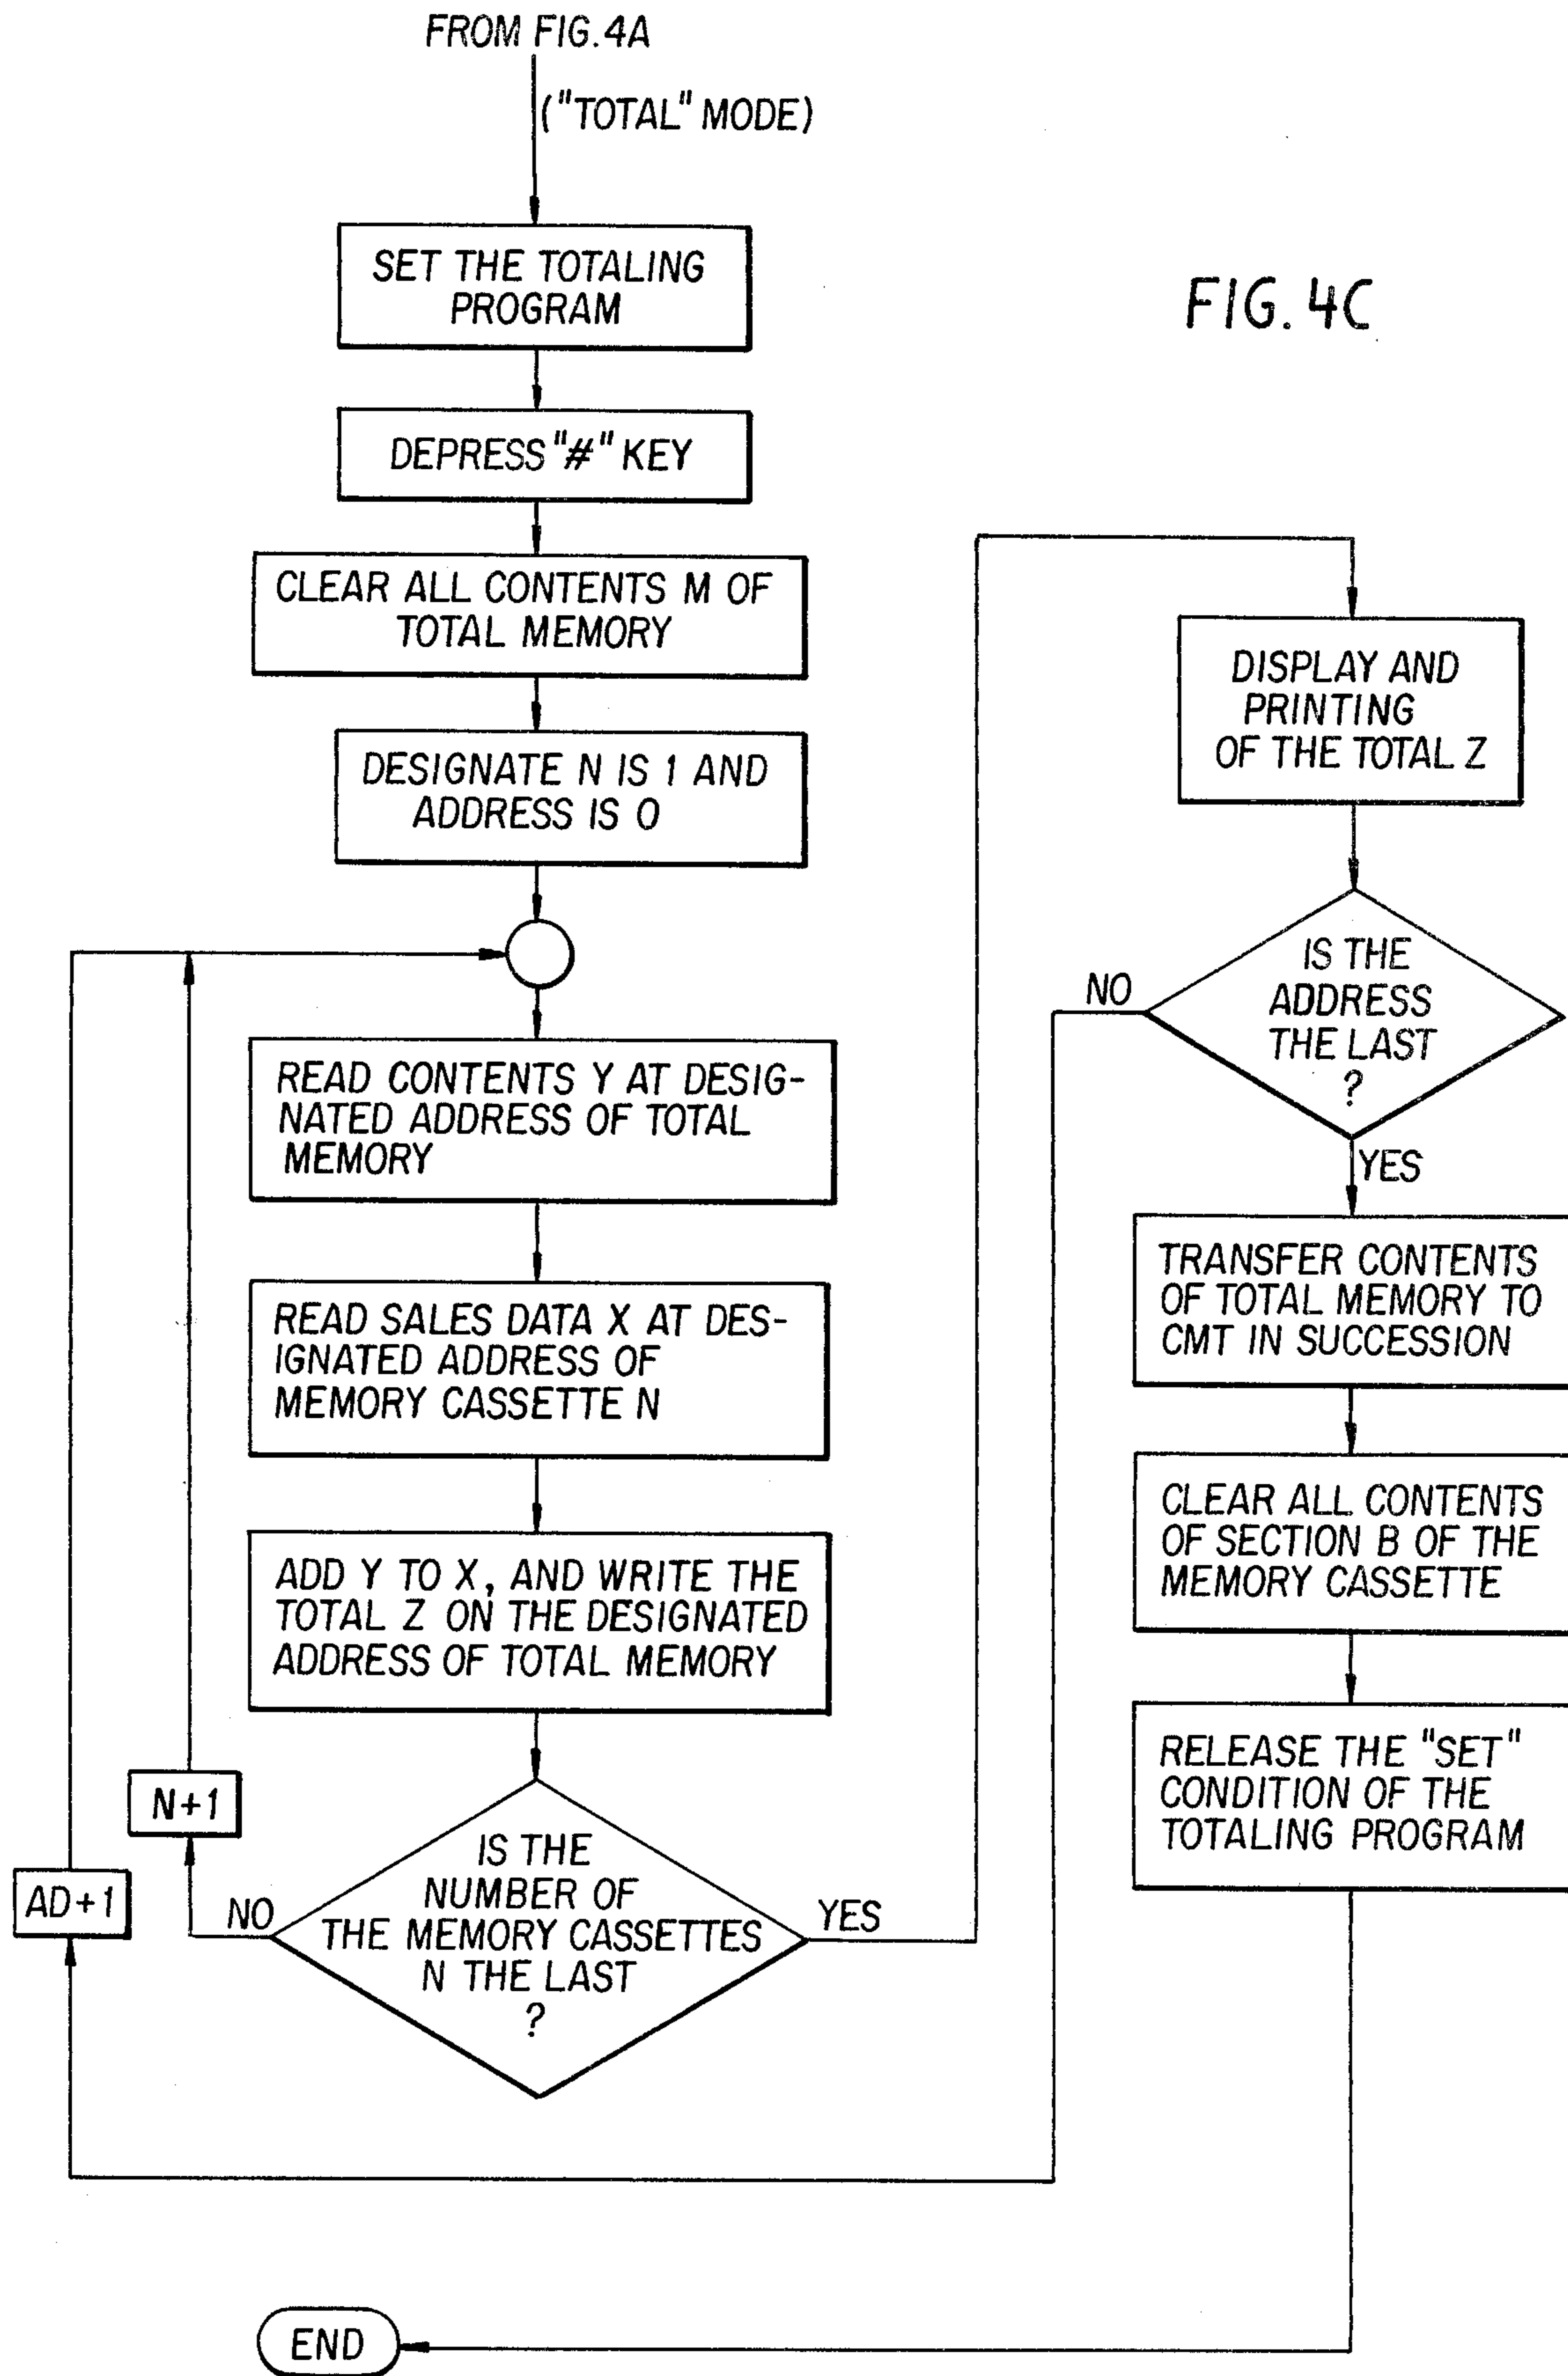 FROM FIG. 4A
("TOTAL" MODE)
SET THE TOTALING
PROGRAM
FIG. 4C
DEPRESS "#" KEY
CLEAR ALL CONTENTS M OF
TOTAL MEMORY
DESIGNATE N IS 1 AND
ADDRESS IS 0
READ CONTENTS Y AT DESIG-
NATED ADDRESS OF TOTAL
MEMORY
READ SALES DATA X AT DES-
IGNATED ADDRESS OF
MEMORY CASSETTE N
ADD Y TO X, AND WRITE THE
TOTAL Z ON THE DESIGNATED
ADDRESS OF TOTAL MEMORY
N+1
AD+1
NO
IS THE
NUMBER OF
THE MEMORY CASSETTES
N THE LAST
?
YES
DISPLAY AND
PRINTING
OF THE TOTAL Z
NO
IS THE
ADDRESS
THE LAST
?
YES
TRANSFER CONTENTS
OF TOTAL MEMORY TO
CMT IN SUCCESSION
CLEAR ALL CONTENTS
OF SECTION B OF THE
MEMORY CASSETTE
RELEASE THE "SET"
CONDITION OF THE
TOTALING PROGRAM
END